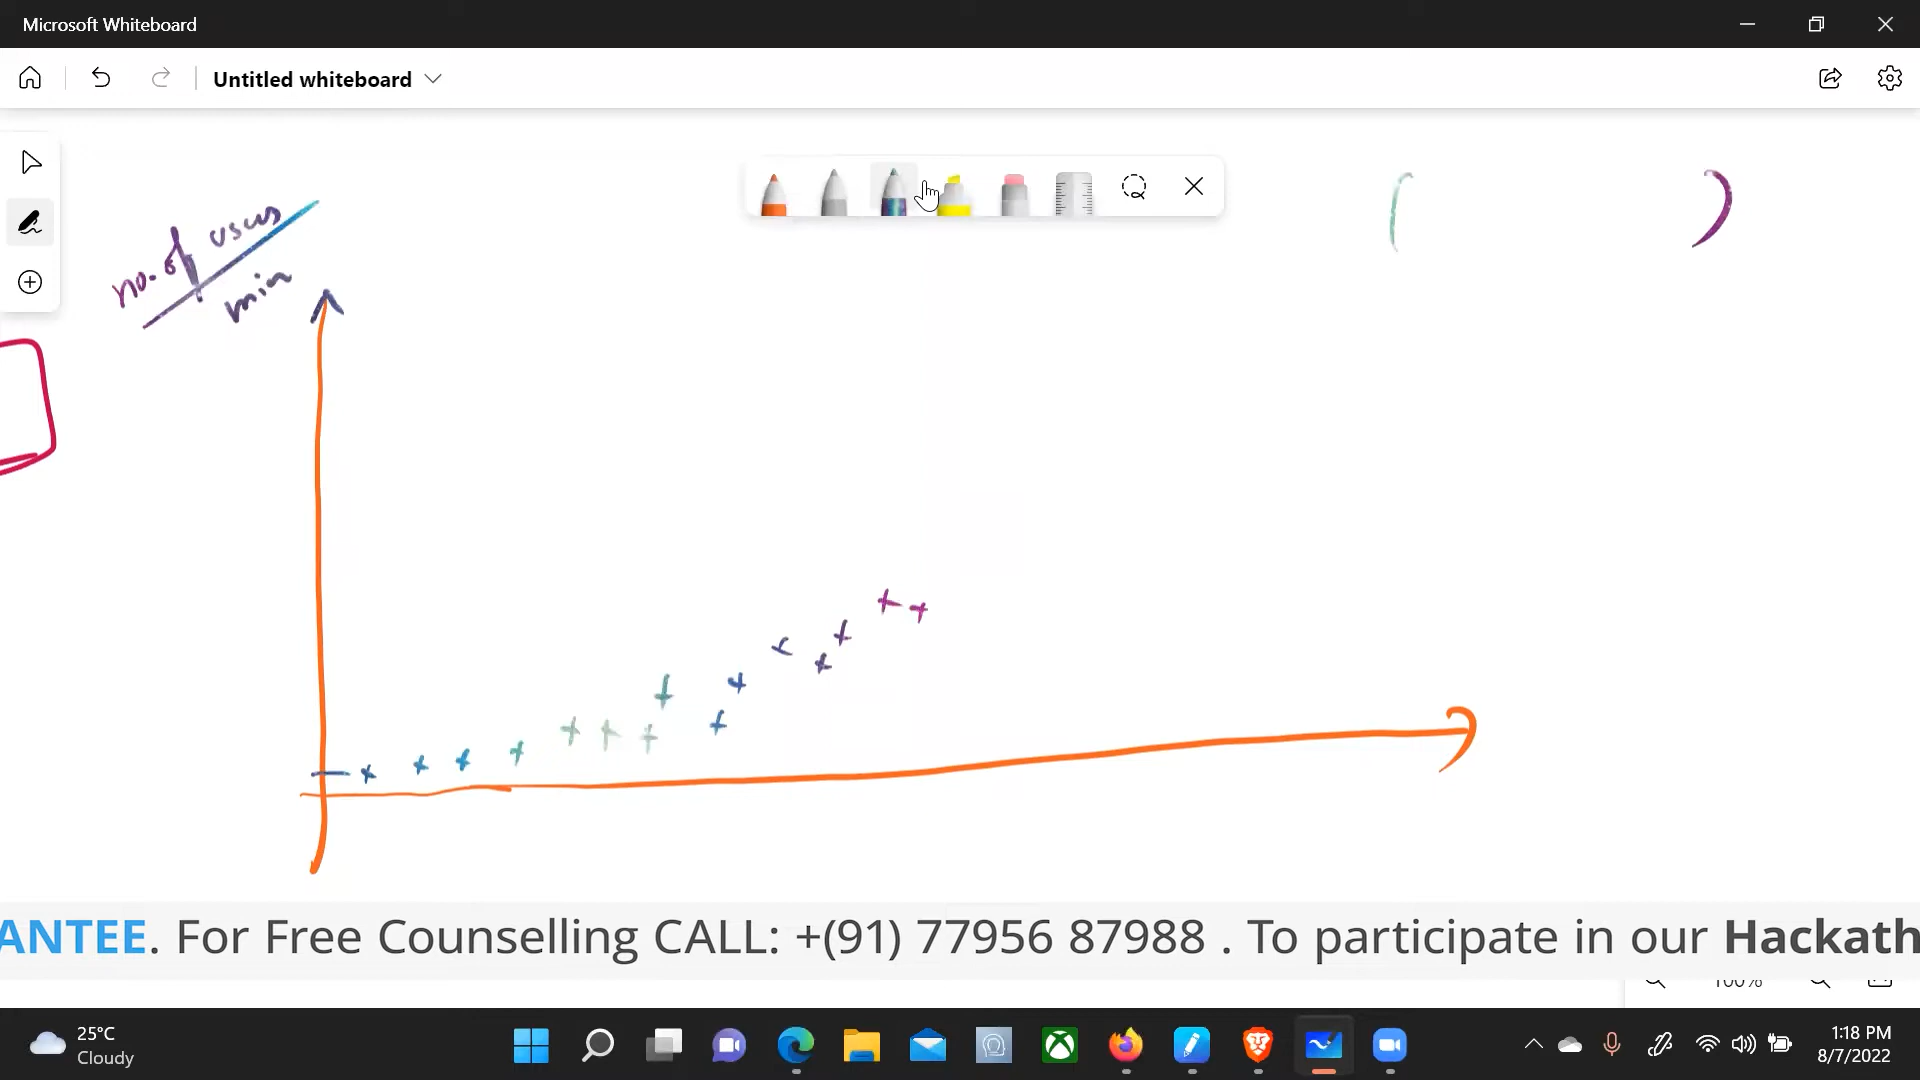 Microsoft Whiteboard
Untitled whiteboard
no. of users
min
ANTEE. For Free Counselling CALL: +(91) 77956 87988 . To participate in our Hackath
100%
25°C
Cloudy
1:18 PM
8/7/2022